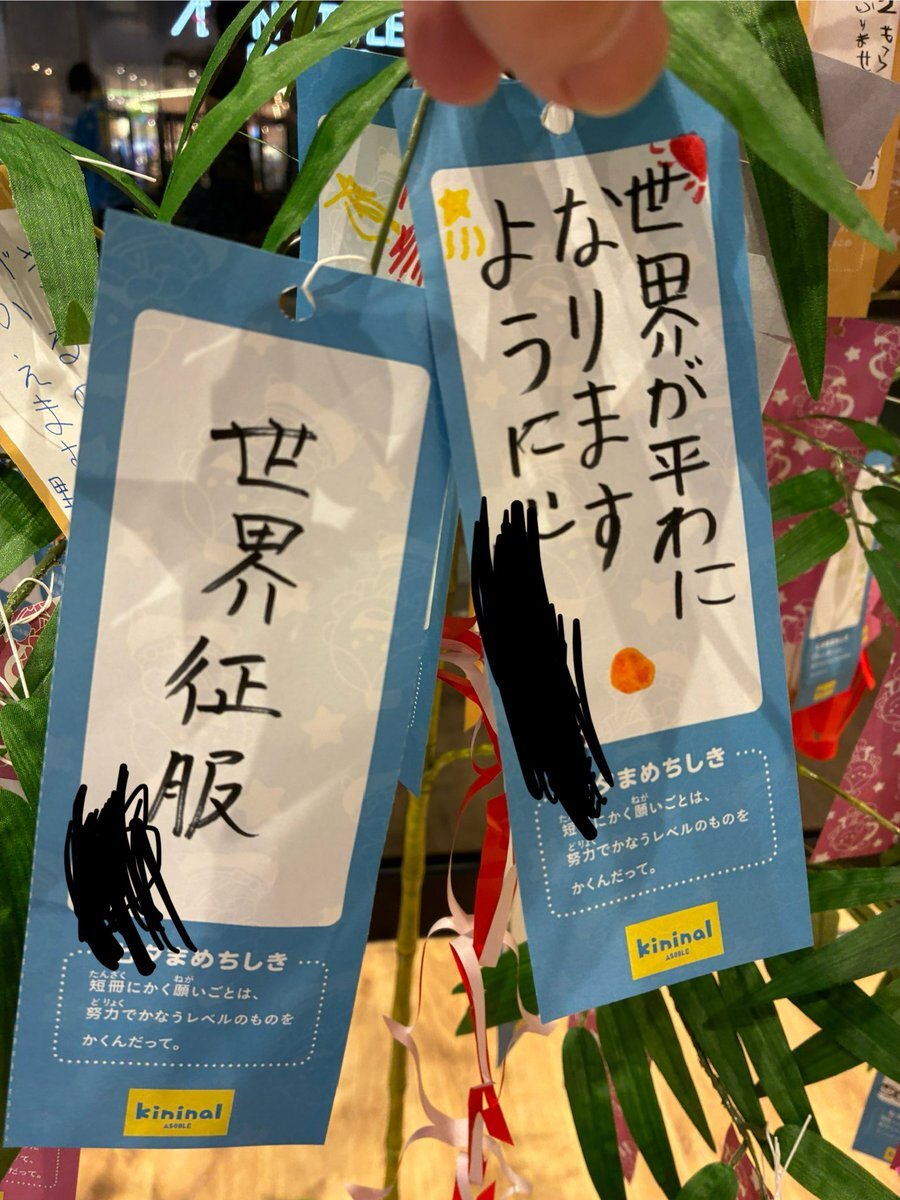 世界征服
まめちしき
短冊にかく願いごとは、
努力でかなうレベルのものを
かくんだって。
kininal
ASOBLE
世界が平わに
なります
ように
まめちしき
短冊にかく願いごとは、
努力でかなうレベルのものを
かくんだって。
kininal
ASOBLE